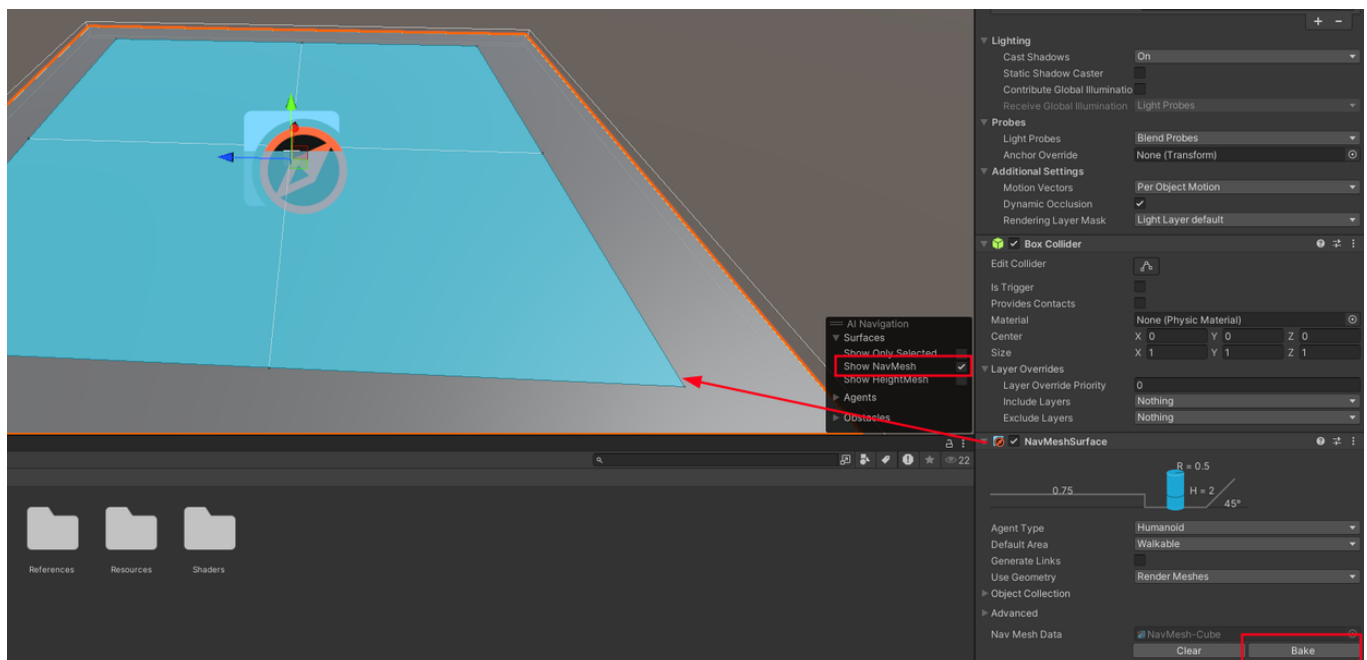 Lighting
Cast Shadows On
Static Shadow Caster
Contribute Global Illuminatio
Receive Global Illumination Light Probes
Probes
Light Probes Blend Probes
Anchor Override None (Transform)
Additional Settings
Motion Vectors Per Object Motion
Dynamic Occlusion
Rendering Layer Mask Light Layer default
Box Collider
Edit Collider
Is Trigger
Provides Contacts
Material None (Physic Material)
Center X 0 Y 0 Z 0
Size X 1 Y 1 Z 1
Layer Overrides
Layer Override Priority 0
Include Layers Nothing
Exclude Layers Nothing
NavMeshSurface
R = 0.5
0.75
H = 2
45°
Agent Type Humanoid
Default Area Walkable
Generate Links
Use Geometry Render Meshes
Object Collection
Advanced
Nav Mesh Data NavMesh-Cube
Clear Bake
AI Navigation
Surfaces
Show Only Selected
Show NavMesh
Show HeightMesh
Agents
Obstacles
22
References Resources Shaders